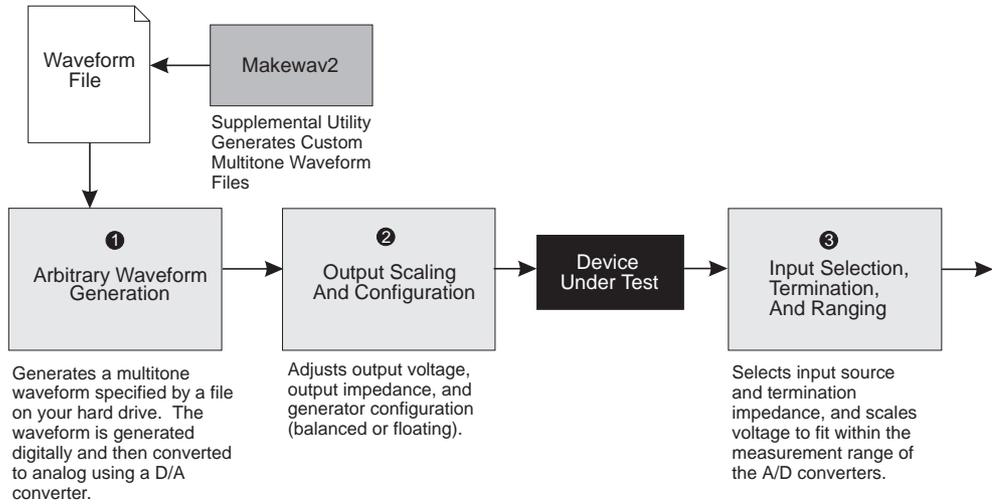 Waveform
File
Makewav2
Supplemental Utility
Generates Custom
Multitone Waveform
Files
1
Arbitrary Waveform
Generation
Generates a multitone
waveform specified by a file
on your hard drive. The
waveform is generated
digitally and then converted
to analog using a D/A
converter.
2
Output Scaling
And Configuration
Adjusts output voltage,
output impedance, and
generator configuration
(balanced or floating).
Device
Under Test
3
Input Selection,
Termination,
And Ranging
Selects input source
and termination
impedance, and scales
voltage to fit within the
measurement range of
the A/D converters.